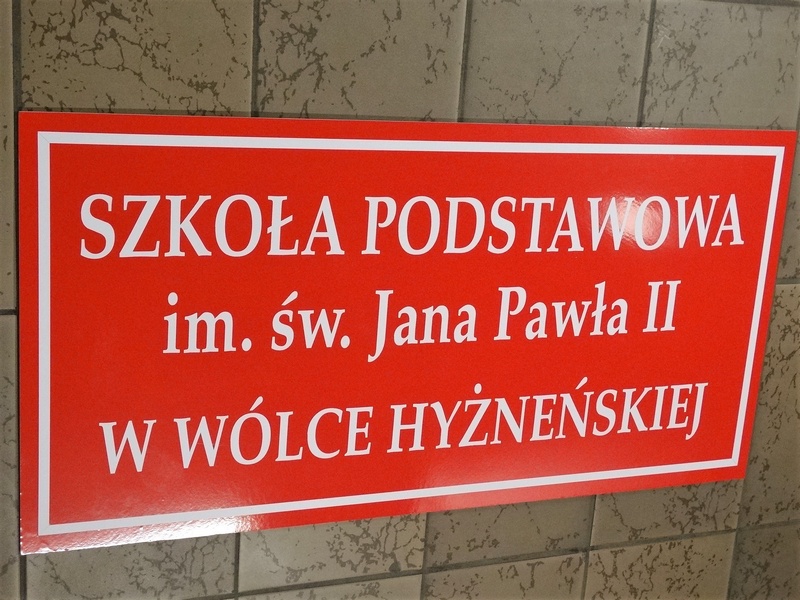 SZKOŁA PODSTAWOWA
im. św. Jana Pawła II
W WÓLCE HYŻNEŃSKIEJ